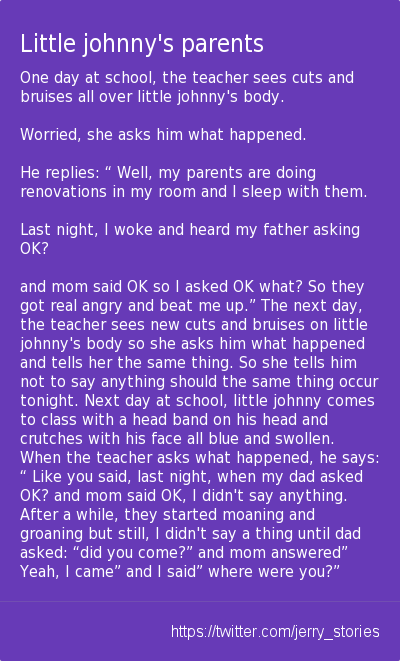 Little johnny's parents
One day at school, the teacher sees cuts and
bruises all over little johnny's body.
Worried, she asks him what happened.
He replies: “ Well, my parents are doing
renovations in my room and I sleep with them.
Last night, I woke and heard my father asking
OK?
and mom said OK so I asked OK what? So they
got real angry and beat me up.” The next day,
the teacher sees new cuts and bruises on little
johnny's body so she asks him what happened
and tells her the same thing. So she tells him
not to say anything should the same thing occur
tonight. Next day at school, little johnny comes
to class with a head band on his head and
crutches with his face all blue and swollen.
When the teacher asks what happened, he says:
“ Like you said, last night, when my dad asked
OK? and mom said OK, I didn't say anything.
After a while, they started moaning and
groaning but still, I didn't say a thing until dad
asked: “did you come?” and mom answered”
Yeah, I came” and I said” where were you?”
https://twitter.com/jerry_stories